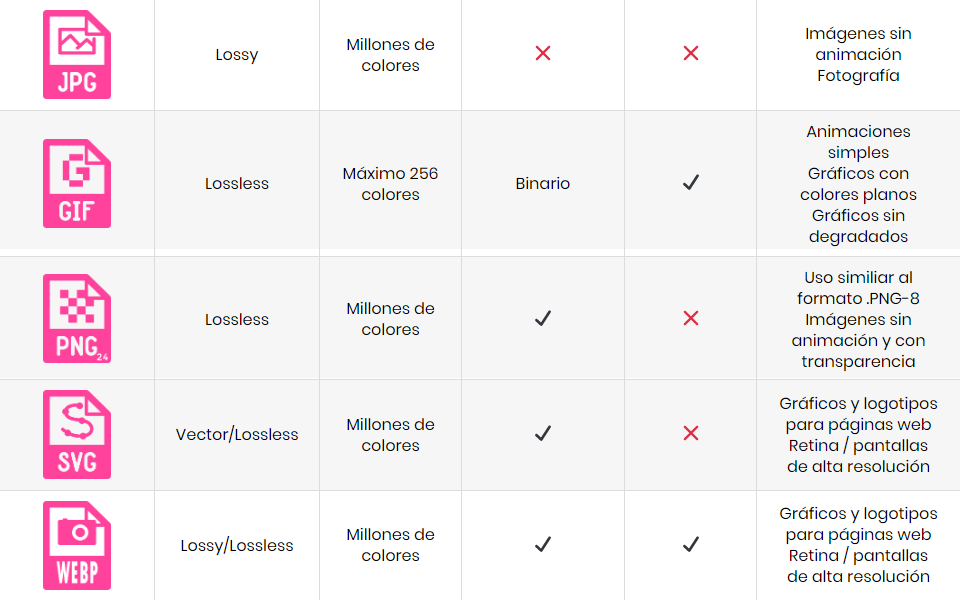 JPG
Lossy
Millones de
colores
Imágenes sin
animación
Fotografía
G
GIF
Lossless
Máximo 256
colores
Binario
Animaciones
simples
Gráficos con
colores planos
Gráficos sin
degradados
PNG24
Lossless
Millones de
colores
Uso similiar al
formato .PNG-8
Imágenes sin
animación y con
transparencia
SVG
Vector/Lossless
Millones de
colores
Gráficos y logotipos
para páginas web
Retina / pantallas
de alta resolución
WEBP
Lossy/Lossless
Millones de
colores
Gráficos y logotipos
para páginas web
Retina / pantallas
de alta resolución